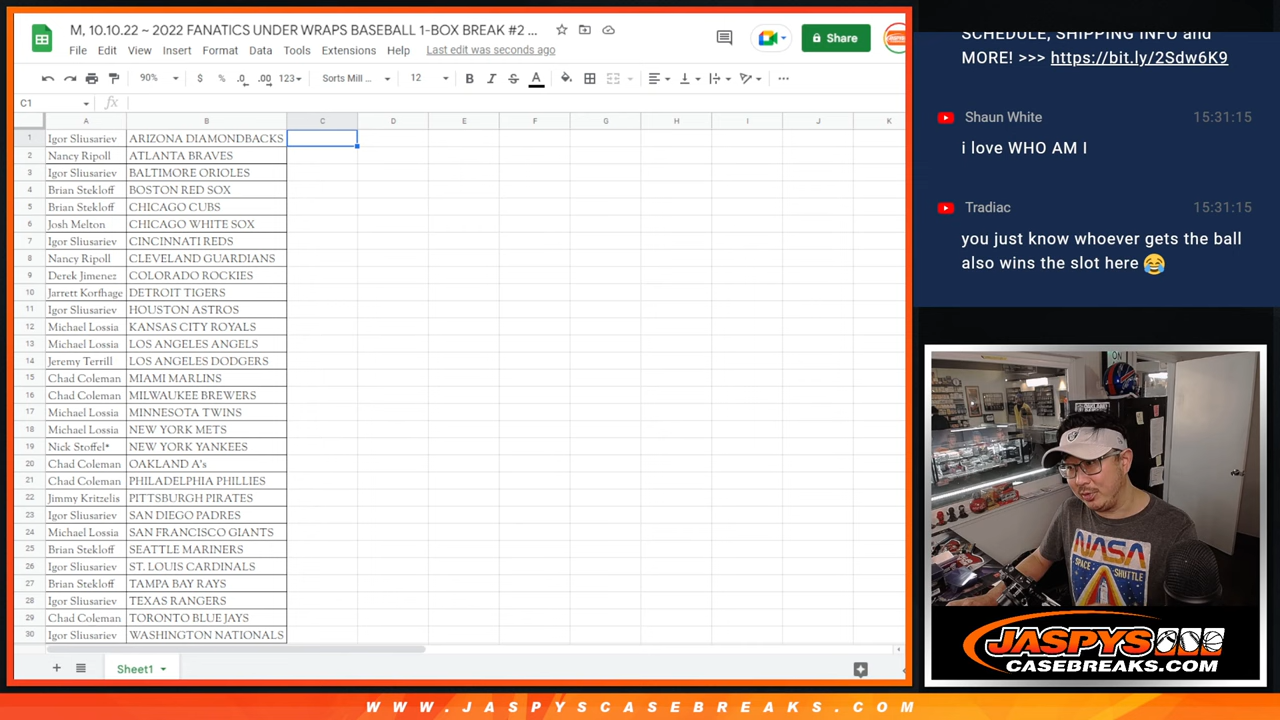 M, 10.10.22 ~ 2022 FANATICS UNDER WRAPS BASEBALL 1-BOX BREAK #2 ...
File Edit View Insert Format Data Tools Extensions Help Last edit was seconds ago
Share
90% $ % .0 .00 123 Sorts Mill ... 12 B I S A
C1 fx
A B C D E F G H I J K
1 Igor Sliusariev ARIZONA DIAMONDBACKS
2 Nancy Ripoll ATLANTA BRAVES
3 Igor Sliusariev BALTIMORE ORIOLES
4 Brian Stekloff BOSTON RED SOX
5 Brian Stekloff CHICAGO CUBS
6 Josh Melton CHICAGO WHITE SOX
7 Igor Sliusariev CINCINNATI REDS
8 Nancy Ripoll CLEVELAND GUARDIANS
9 Derek Jimenez COLORADO ROCKIES
10 Jarrett Korfhage DETROIT TIGERS
11 Igor Sliusariev HOUSTON ASTROS
12 Michael Lossia KANSAS CITY ROYALS
13 Michael Lossia LOS ANGELES ANGELS
14 Jeremy Terrill LOS ANGELES DODGERS
15 Chad Coleman MIAMI MARLINS
16 Chad Coleman MILWAUKEE BREWERS
17 Michael Lossia MINNESOTA TWINS
18 Michael Lossia NEW YORK METS
19 Nick Stoffel* NEW YORK YANKEES
20 Chad Coleman OAKLAND A's
21 Chad Coleman PHILADELPHIA PHILLIES
22 Jimmy Kritzelis PITTSBURGH PIRATES
23 Igor Sliusariev SAN DIEGO PADRES
24 Michael Lossia SAN FRANCISCO GIANTS
25 Brian Stekloff SEATTLE MARINERS
26 Igor Sliusariev ST. LOUIS CARDINALS
27 Brian Stekloff TAMPA BAY RAYS
28 Igor Sliusariev TEXAS RANGERS
29 Chad Coleman TORONTO BLUE JAYS
30 Igor Sliusariev WASHINGTON NATIONALS
Sheet1
SCHEDULE, SHIPPING INFO and
MORE! >>> https://bit.ly/2Sdw6K9
Shaun White 15:31:15
i love WHO AM I
Tradiac 15:31:15
you just know whoever gets the ball
also wins the slot here 😂
ON
NASA
SPACE SHUTTLE
JASPYS
CASEBREAKS.COM
WWW.JASPYSCASEBREAKS.COM